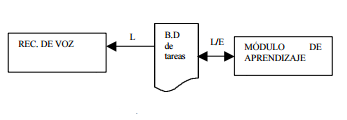 REC. DE VOZ
L
B.D
de
tareas
L/E
MÓDULO DE
APRENDIZAJE